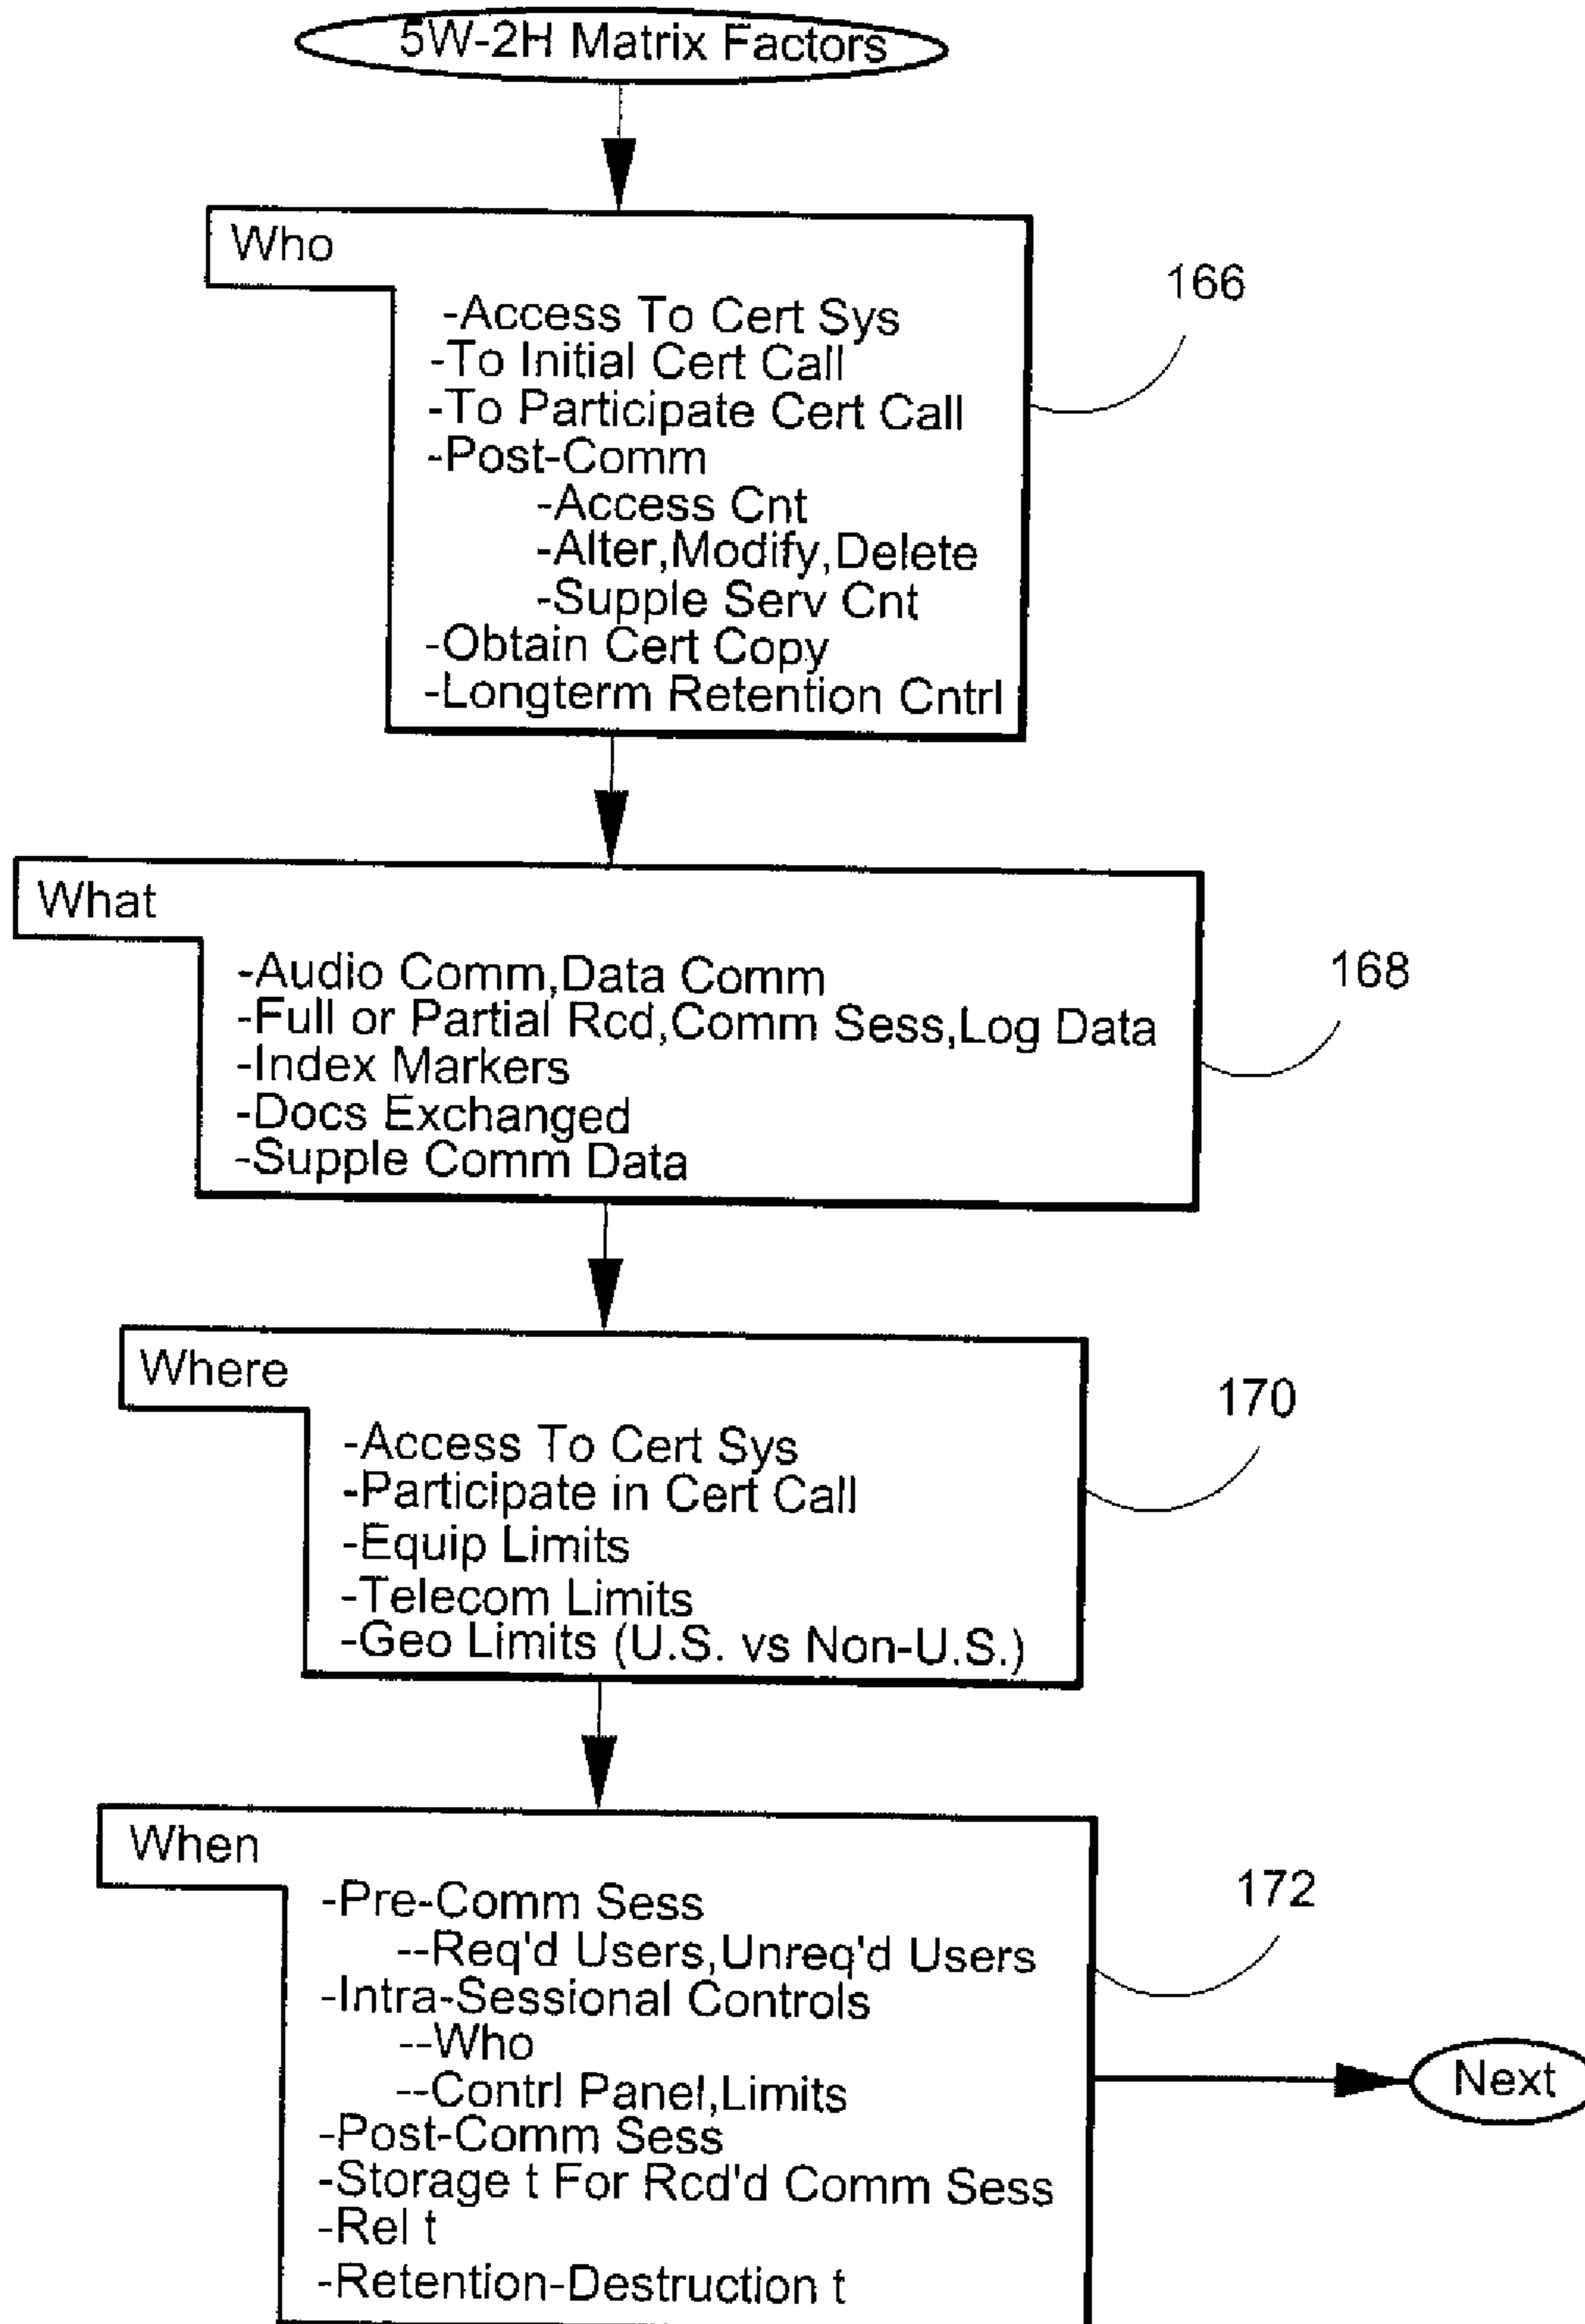 5W-2H Matrix Factors
Who
-Access To Cert Sys
-To Initial Cert Call
-To Participate Cert Call
-Post-Comm
-Access Cnt
-Alter,Modify,Delete
-Supple Serv Cnt
-Obtain Cert Copy
-Longterm Retention Cntrl
166
What
-Audio Comm,Data Comm
-Full or Partial Rcd,Comm Sess,Log Data
-Index Markers
-Docs Exchanged
-Supple Comm Data
168
Where
-Access To Cert Sys
-Participate in Cert Call
-Equip Limits
-Telecom Limits
-Geo Limits (U.S. vs Non-U.S.)
170
When
-Pre-Comm Sess
--Req'd Users,Unreq'd Users
-Intra-Sessional Controls
--Who
--Contrl Panel,Limits
-Post-Comm Sess
-Storage t For Rcd'd Comm Sess
-Rel t
-Retention-Destruction t
172
Next